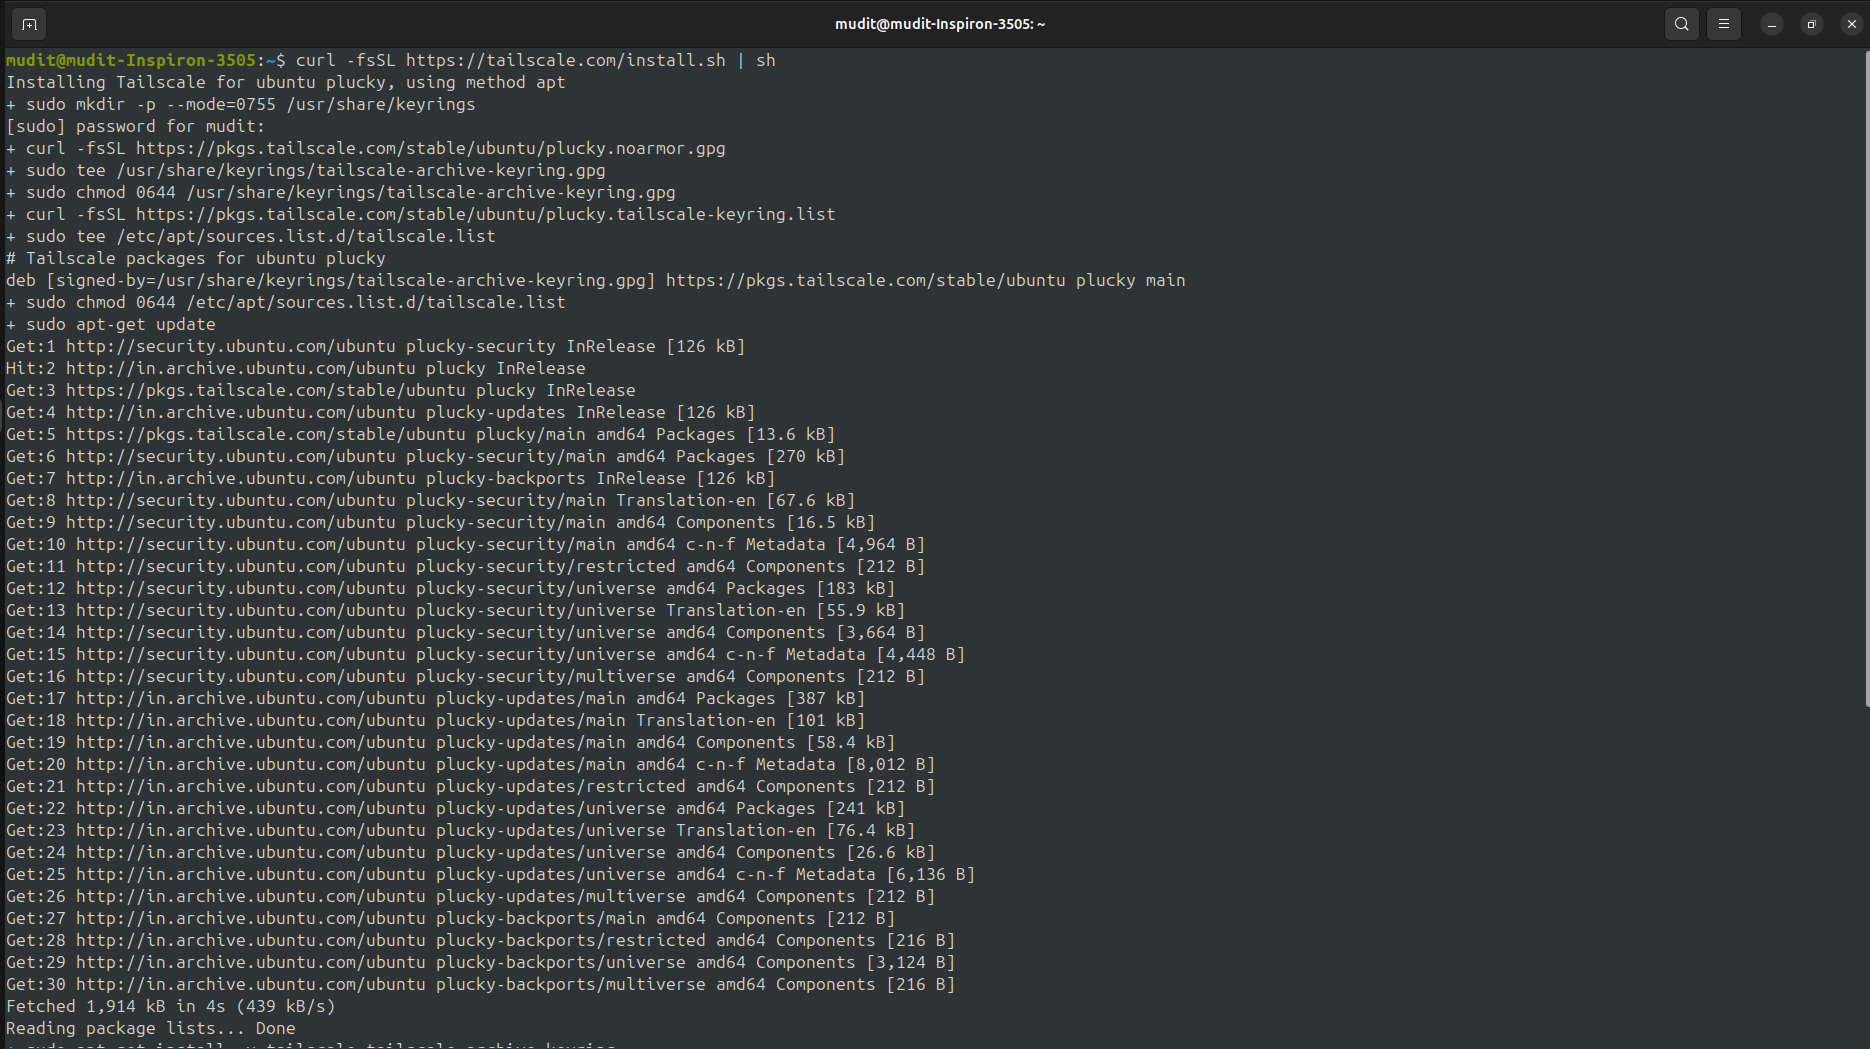 mudit@mudit-Inspiron-3505: ~
mudit@mudit-Inspiron-3505:~$ curl -fsSL https://tailscale.com/install.sh | sh
Installing Tailscale for ubuntu plucky, using method apt
+ sudo mkdir -p --mode=0755 /usr/share/keyrings
[sudo] password for mudit:
+ curl -fsSL https://pkgs.tailscale.com/stable/ubuntu/plucky.noarmor.gpg
+ sudo tee /usr/share/keyrings/tailscale-archive-keyring.gpg
+ sudo chmod 0644 /usr/share/keyrings/tailscale-archive-keyring.gpg
+ curl -fsSL https://pkgs.tailscale.com/stable/ubuntu/plucky.tailscale-keyring.list
+ sudo tee /etc/apt/sources.list.d/tailscale.list
# Tailscale packages for ubuntu plucky
deb [signed-by=/usr/share/keyrings/tailscale-archive-keyring.gpg] https://pkgs.tailscale.com/stable/ubuntu plucky main
+ sudo chmod 0644 /etc/apt/sources.list.d/tailscale.list
+ sudo apt-get update
Get:1 http://security.ubuntu.com/ubuntu plucky-security InRelease [126 kB]
Hit:2 http://in.archive.ubuntu.com/ubuntu plucky InRelease
Get:3 https://pkgs.tailscale.com/stable/ubuntu plucky InRelease
Get:4 http://in.archive.ubuntu.com/ubuntu plucky-updates InRelease [126 kB]
Get:5 https://pkgs.tailscale.com/stable/ubuntu plucky/main amd64 Packages [13.6 kB]
Get:6 http://security.ubuntu.com/ubuntu plucky-security/main amd64 Packages [270 kB]
Get:7 http://in.archive.ubuntu.com/ubuntu plucky-backports InRelease [126 kB]
Get:8 http://security.ubuntu.com/ubuntu plucky-security/main Translation-en [67.6 kB]
Get:9 http://security.ubuntu.com/ubuntu plucky-security/main amd64 Components [16.5 kB]
Get:10 http://security.ubuntu.com/ubuntu plucky-security/main amd64 c-n-f Metadata [4,964 B]
Get:11 http://security.ubuntu.com/ubuntu plucky-security/restricted amd64 Components [212 B]
Get:12 http://security.ubuntu.com/ubuntu plucky-security/universe amd64 Packages [183 kB]
Get:13 http://security.ubuntu.com/ubuntu plucky-security/universe Translation-en [55.9 kB]
Get:14 http://security.ubuntu.com/ubuntu plucky-security/universe amd64 Components [3,664 B]
Get:15 http://security.ubuntu.com/ubuntu plucky-security/universe amd64 c-n-f Metadata [4,448 B]
Get:16 http://security.ubuntu.com/ubuntu plucky-security/multiverse amd64 Components [212 B]
Get:17 http://in.archive.ubuntu.com/ubuntu plucky-updates/main amd64 Packages [387 kB]
Get:18 http://in.archive.ubuntu.com/ubuntu plucky-updates/main Translation-en [101 kB]
Get:19 http://in.archive.ubuntu.com/ubuntu plucky-updates/main amd64 Components [58.4 kB]
Get:20 http://in.archive.ubuntu.com/ubuntu plucky-updates/main amd64 c-n-f Metadata [8,012 B]
Get:21 http://in.archive.ubuntu.com/ubuntu plucky-updates/restricted amd64 Components [212 B]
Get:22 http://in.archive.ubuntu.com/ubuntu plucky-updates/universe amd64 Packages [241 kB]
Get:23 http://in.archive.ubuntu.com/ubuntu plucky-updates/universe Translation-en [76.4 kB]
Get:24 http://in.archive.ubuntu.com/ubuntu plucky-updates/universe amd64 Components [26.6 kB]
Get:25 http://in.archive.ubuntu.com/ubuntu plucky-updates/universe amd64 c-n-f Metadata [6,136 B]
Get:26 http://in.archive.ubuntu.com/ubuntu plucky-updates/multiverse amd64 Components [212 B]
Get:27 http://in.archive.ubuntu.com/ubuntu plucky-backports/main amd64 Components [212 B]
Get:28 http://in.archive.ubuntu.com/ubuntu plucky-backports/restricted amd64 Components [216 B]
Get:29 http://in.archive.ubuntu.com/ubuntu plucky-backports/universe amd64 Components [3,124 B]
Get:30 http://in.archive.ubuntu.com/ubuntu plucky-backports/multiverse amd64 Components [216 B]
Fetched 1,914 kB in 4s (439 kB/s)
Reading package lists... Done
+ sudo apt-get install -y tailscale tailscale-archive-keyring